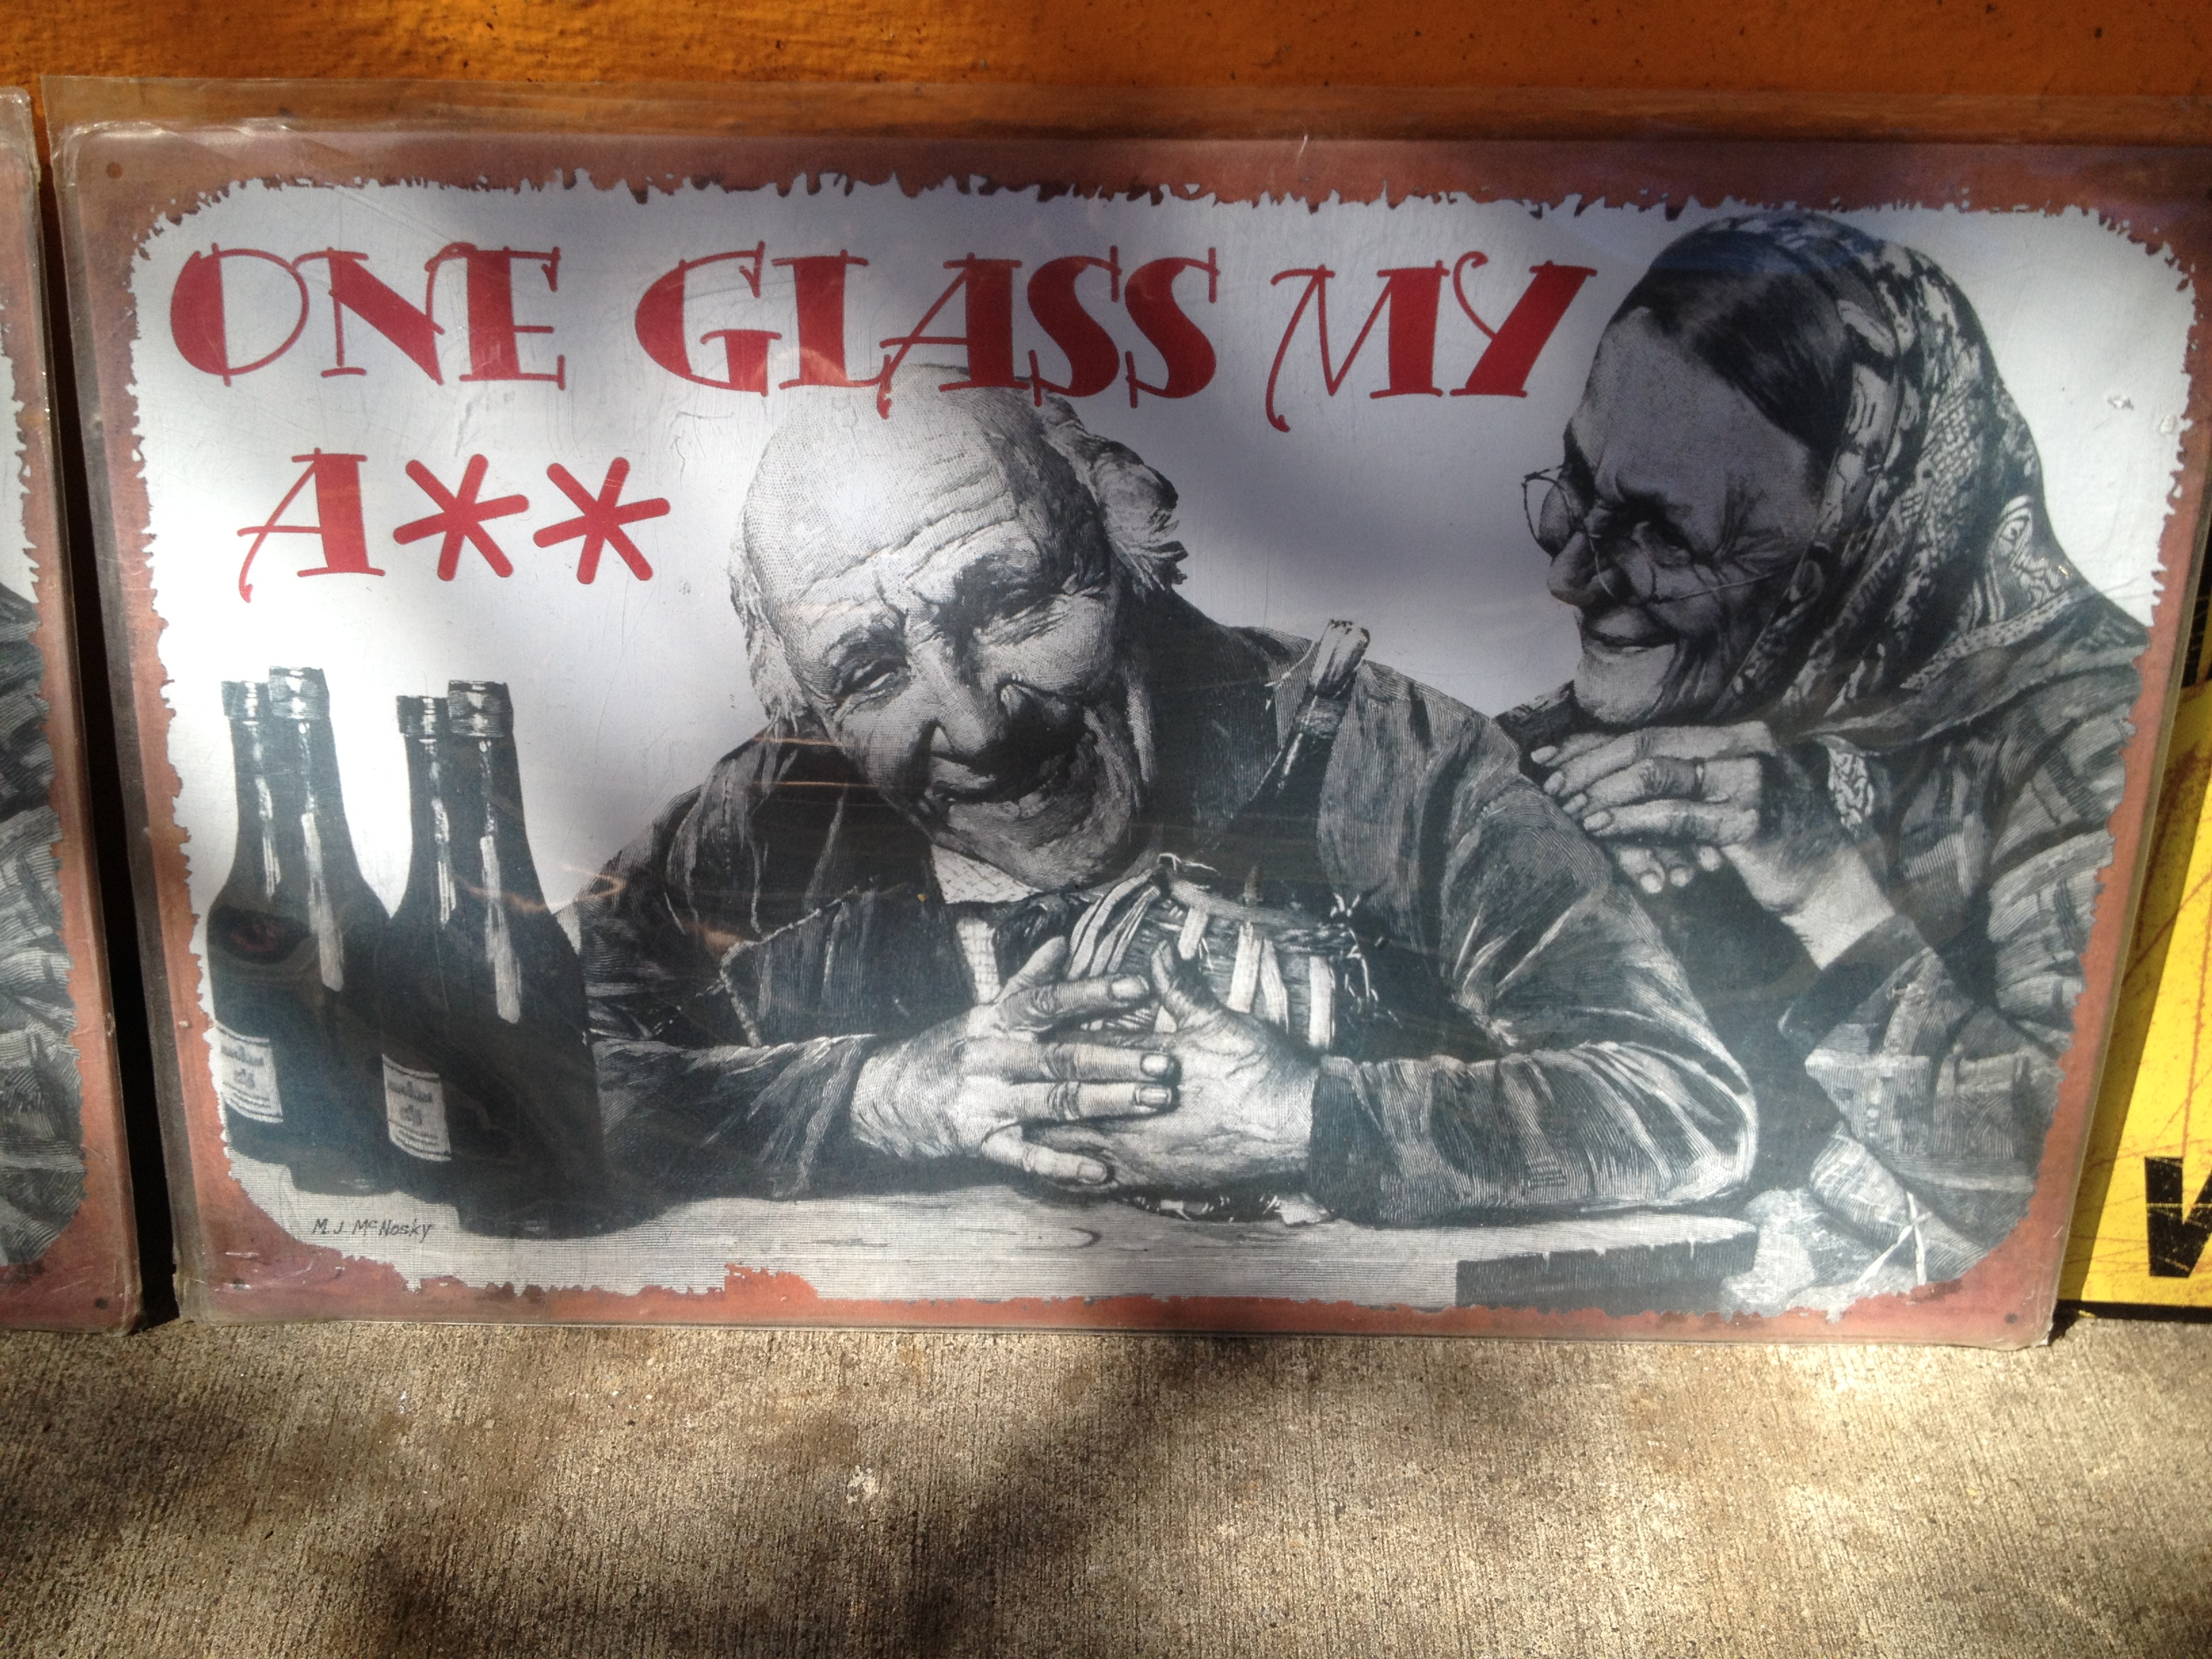 ONE GLASS MY
A**
M.J. McNosky